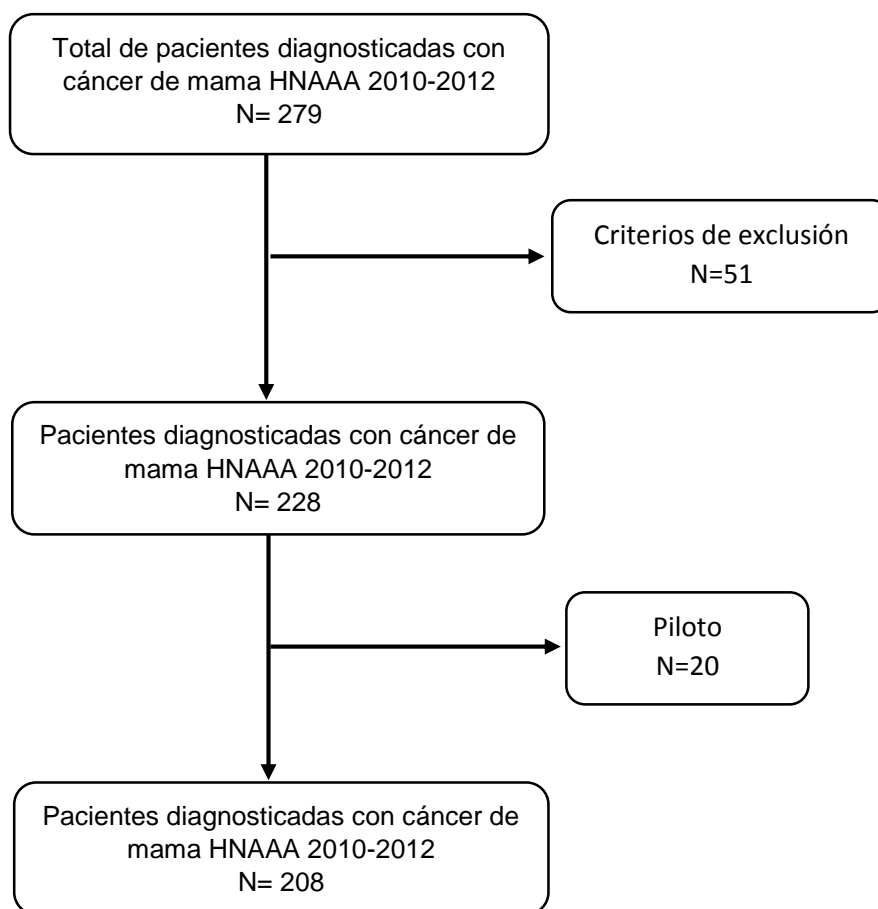 Total de pacientes diagnosticadas con
cáncer de mama HNAAA 2010-2012
N= 279
Criterios de exclusión
N=51
Pacientes diagnosticadas con cáncer de
mama HNAAA 2010-2012
N= 228
Piloto
N=20
Pacientes diagnosticadas con cáncer de
mama HNAAA 2010-2012
N= 208